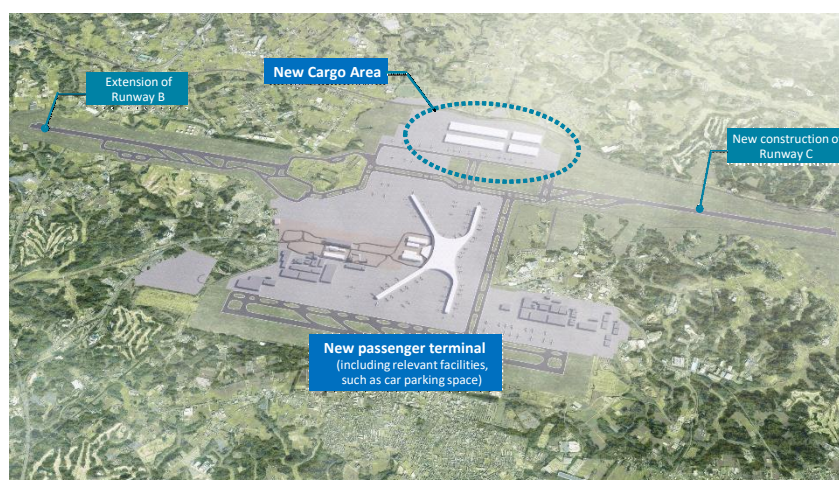 New Cargo Area
Extension of
Runway B
New construction o
Runway C
New passenger terminal
(including relevant facilities,
such as car parking space)